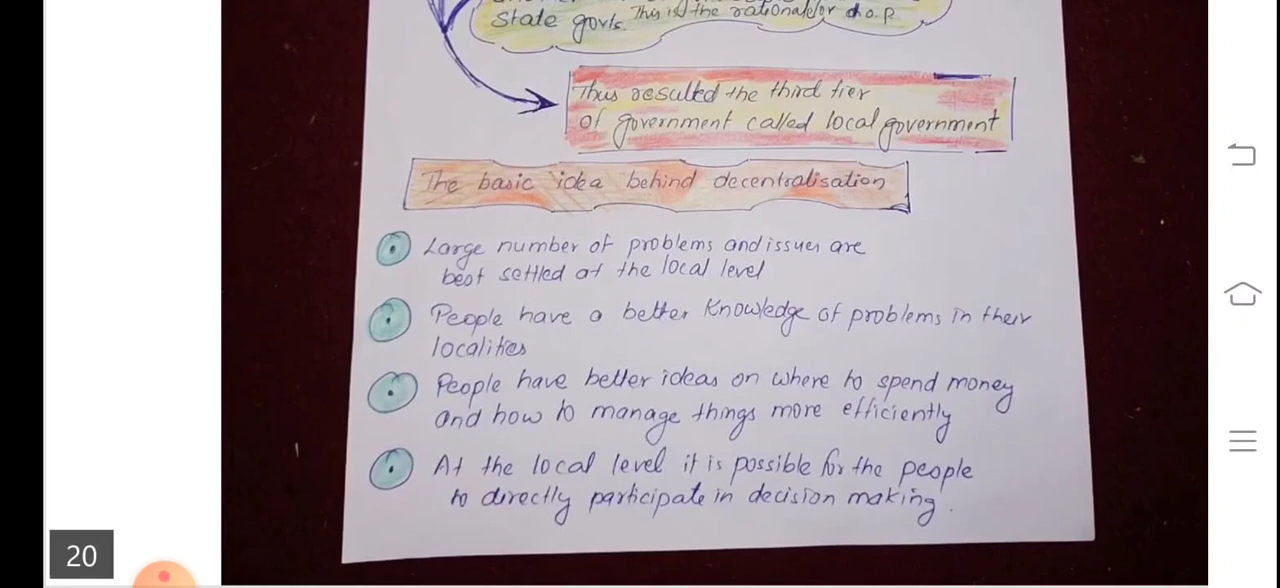 State govts. This is the rationale for d.o.p
Thus resulted the third tier
of government called local government
The basic idea behind decentralisation
Large number of problems and issues are
best settled at the local level
People have a better knowledge of problems in their
localities
People have better ideas on where to spend money
and how to manage things more efficiently
At the local level it is possible for the people
to directly participate in decision making.
20